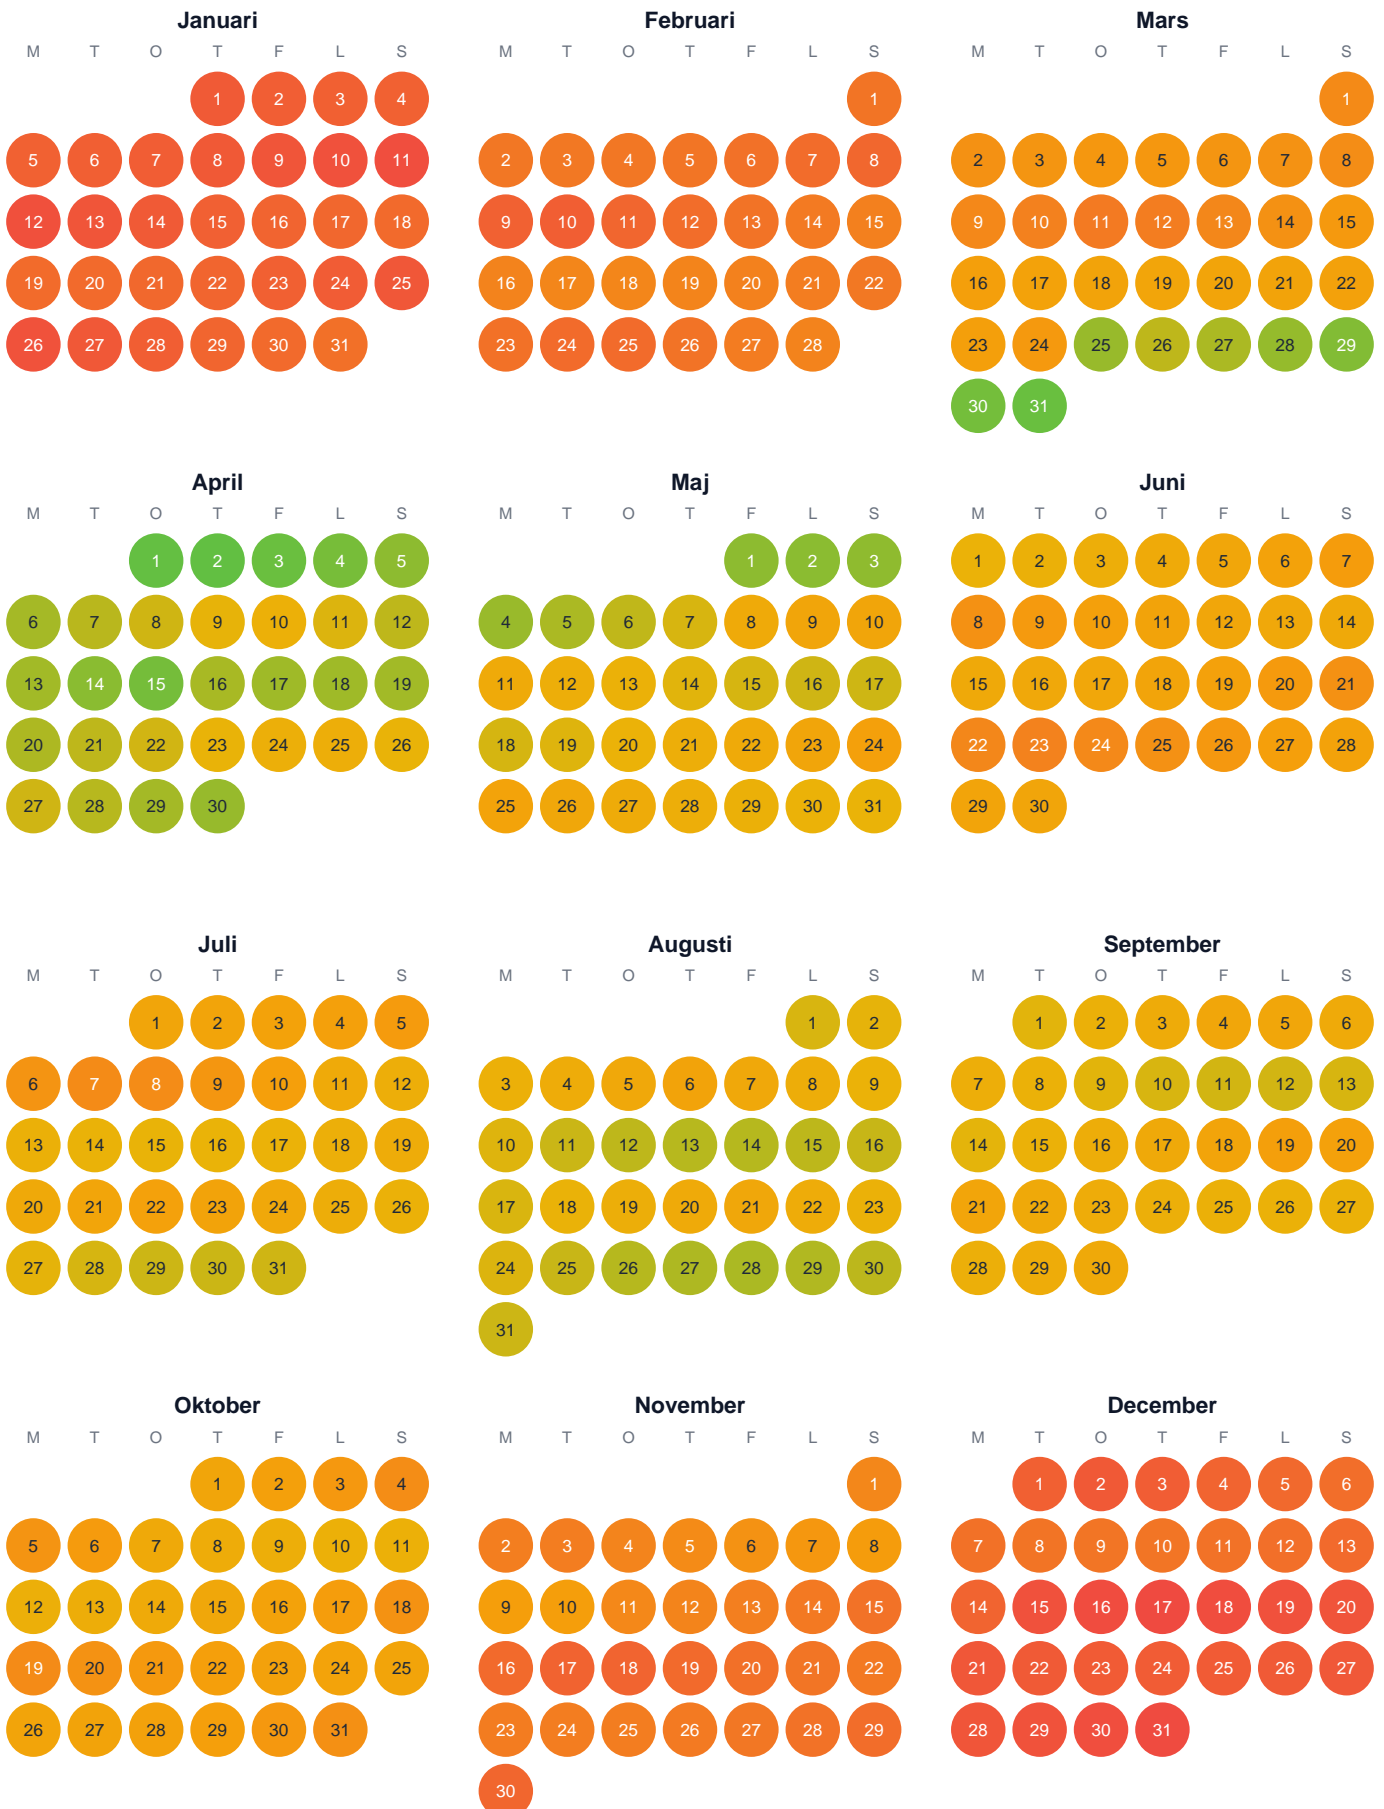 Januari Februari Mars
M T O T F L S M T O T F L S M T O T F L S
1 2 3 4 1 1
5 6 7 8 9 10 11 2 3 4 5 6 7 8 2 3 4 5 6 7 8
12 13 14 15 16 17 18 9 10 11 12 13 14 15 9 10 11 12 13 14 15
19 20 21 22 23 24 25 16 17 18 19 20 21 22 16 17 18 19 20 21 22
26 27 28 29 30 31 23 24 25 26 27 28 23 24 25 26 27 28 29
30 31
April Maj Juni
M T O T F L S M T O T F L S M T O T F L S
1 2 3 4 5 1 2 3 1 2 3 4 5 6 7
6 7 8 9 10 11 12 4 5 6 7 8 9 10 8 9 10 11 12 13 14
13 14 15 16 17 18 19 11 12 13 14 15 16 17 15 16 17 18 19 20 21
20 21 22 23 24 25 26 18 19 20 21 22 23 24 22 23 24 25 26 27 28
27 28 29 30 25 26 27 28 29 30 31 29 30
Juli Augusti September
M T O T F L S M T O T F L S M T O T F L S
1 2 3 4 5 1 2 1 2 3 4 5 6
6 7 8 9 10 11 12 3 4 5 6 7 8 9 7 8 9 10 11 12 13
13 14 15 16 17 18 19 10 11 12 13 14 15 16 14 15 16 17 18 19 20
20 21 22 23 24 25 26 17 18 19 20 21 22 23 21 22 23 24 25 26 27
27 28 29 30 31 24 25 26 27 28 29 30 28 29 30
31
Oktober November December
M T O T F L S M T O T F L S M T O T F L S
1 2 3 4 1 1 2 3 4 5 6
5 6 7 8 9 10 11 2 3 4 5 6 7 8 7 8 9 10 11 12 13
12 13 14 15 16 17 18 9 10 11 12 13 14 15 14 15 16 17 18 19 20
19 20 21 22 23 24 25 16 17 18 19 20 21 22 21 22 23 24 25 26 27
26 27 28 29 30 31 23 24 25 26 27 28 29 28 29 30 31
30